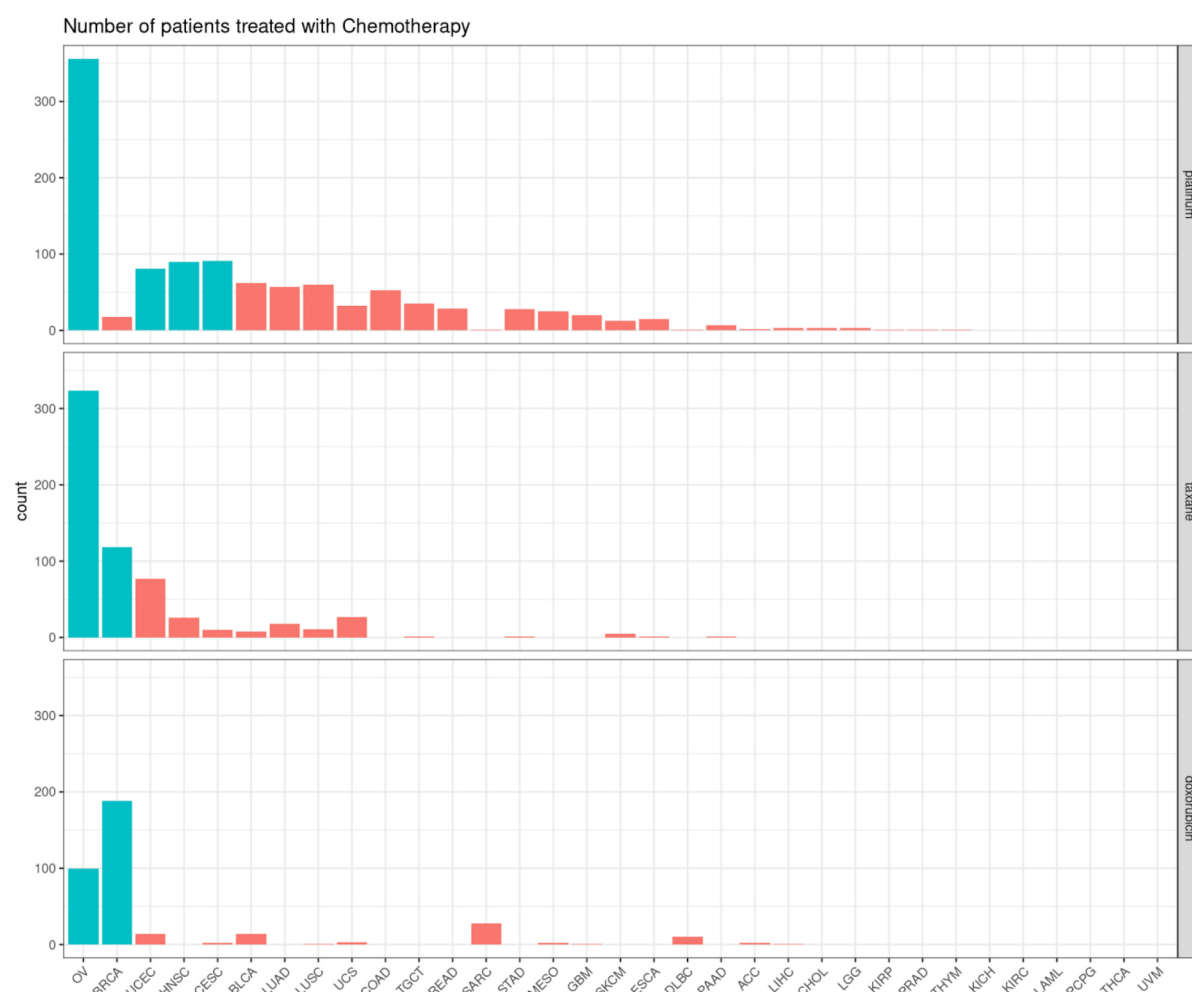 Number of patients treated with Chemotherapy
300
200
100
0
platinum
300
200
100
0
taxane
count
300
200
100
0
doxorubicin
OV BRCA UCEC HNSC CESC BLCA LUAD LUSC UCS COAD TGCT READ SARC STAD MESO GBM SKCM ESCA DLBC PAAD ACC LIHC CHOL LGG KIRP PRAD THYM KICH KIRC LAML PCPG THCA UVM